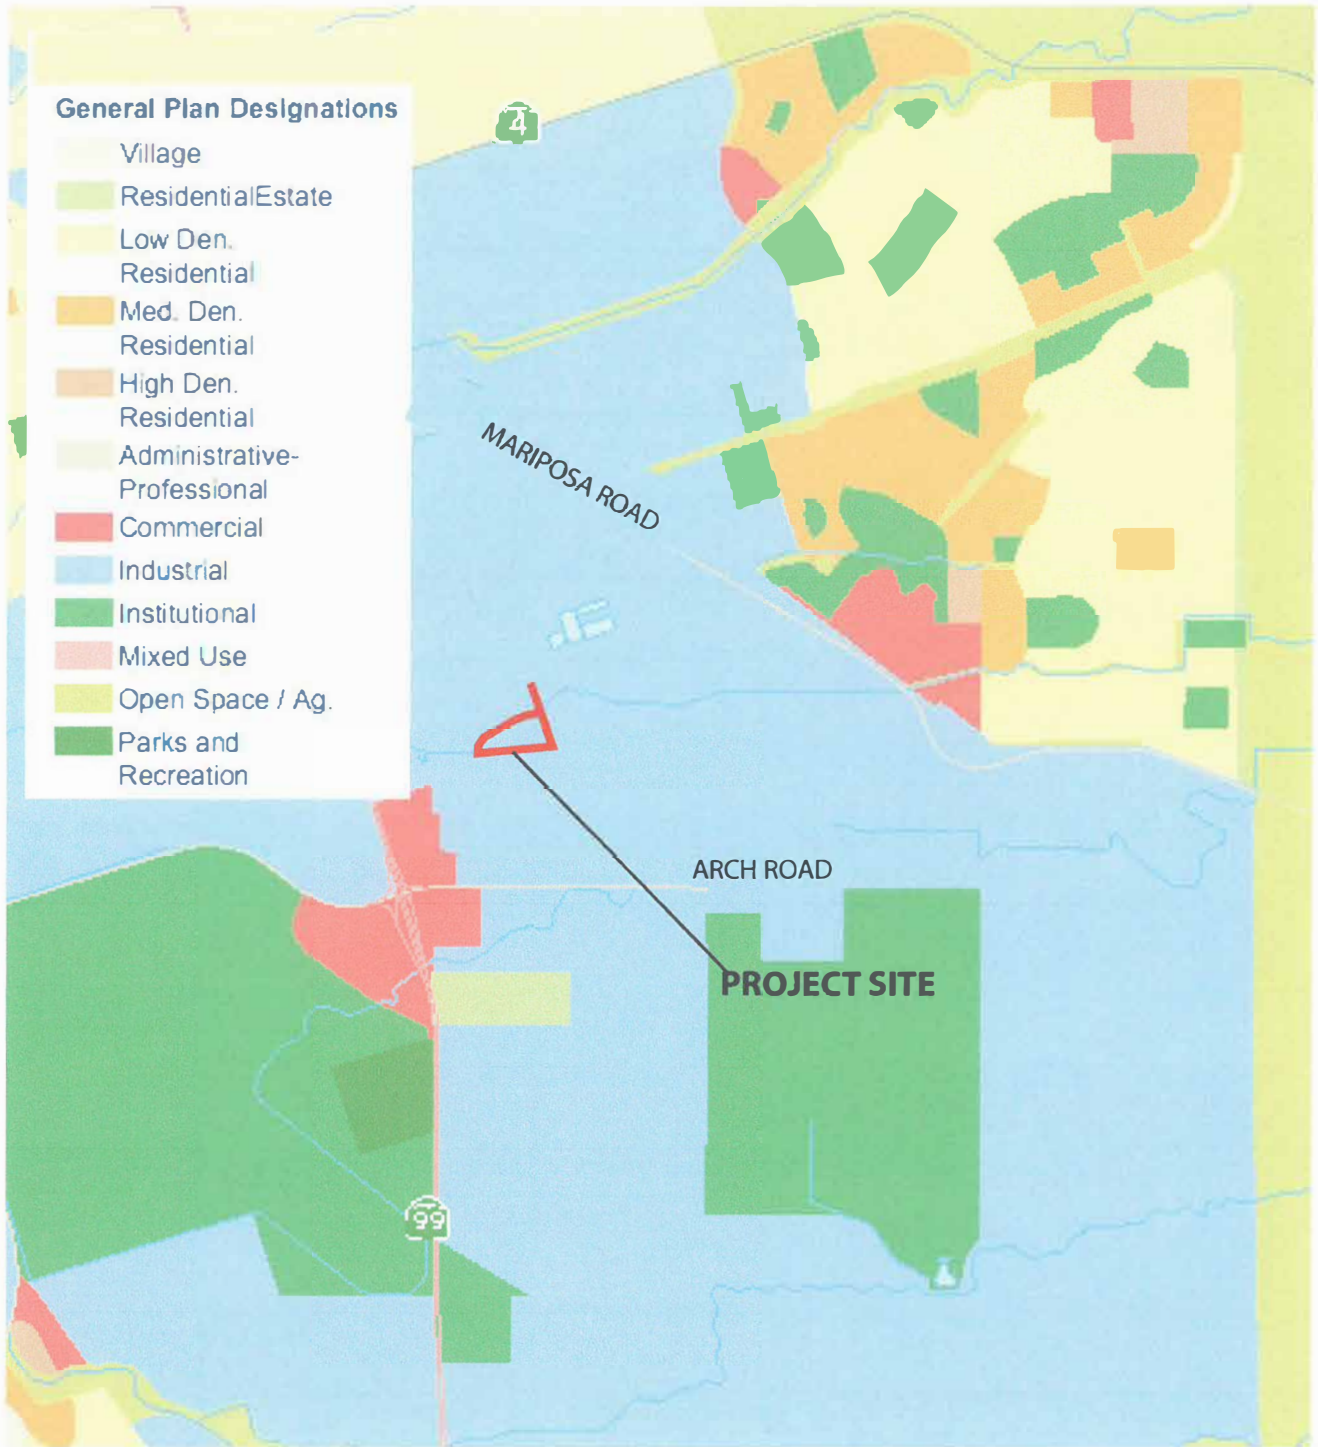 General Plan Designations
Village
ResidentialEstate
Low Den.
Residential
Med. Den.
Residential
High Den.
Residential
Administrative-
Professional
Commercial
Industrial
Institutional
Mixed Use
Open Space / Ag.
Parks and
Recreation
4
MARIPOSA ROAD
ARCH ROAD
PROJECT SITE
99